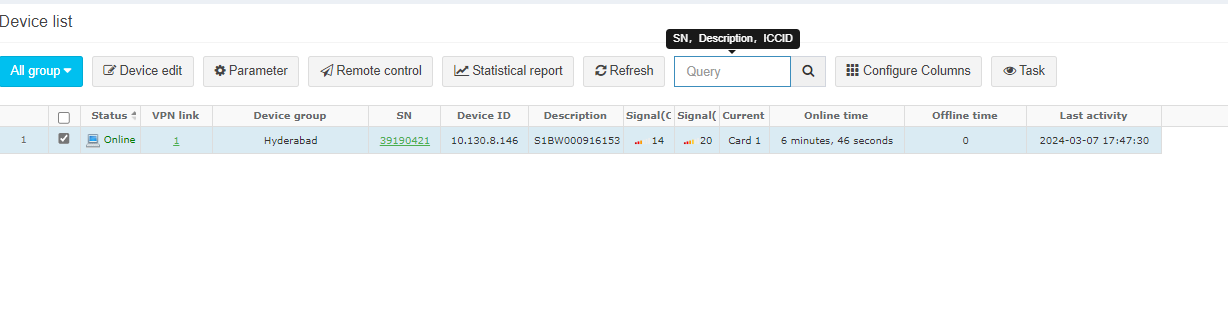 Device list
SN, Description, ICCID
All group Device edit Parameter Remote control Statistical report Refresh Query Configure Columns Task
Status VPN link Device group SN Device ID Description Signal(C Signal( Current Online time Offline time Last activity
1 Online 1 Hyderabad 39190421 10.130.8.146 S1BW000916153 14 20 Card 1 6 minutes, 46 seconds 0 2024-03-07 17:47:30